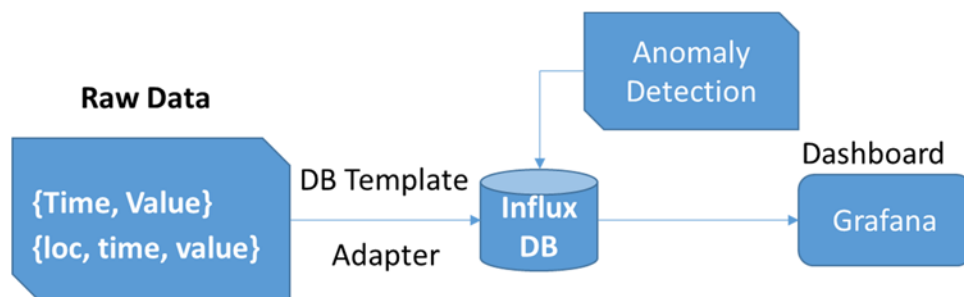 Raw Data
{Time, Value}
{loc, time, value}
DB Template
Adapter
Influx
DB
Anomaly
Detection
Dashboard
Grafana